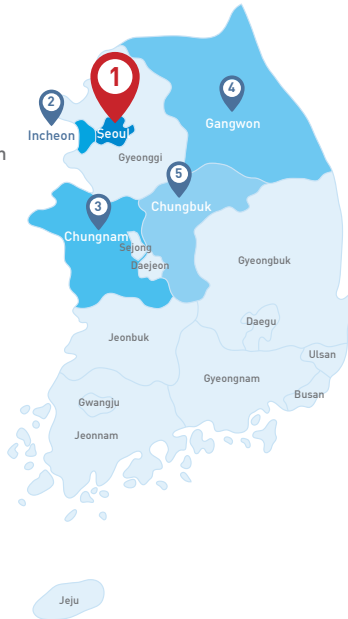 1
2
4
Incheon
Seoul
Gangwon
n
Gyeonggi
5
3
Chungbuk
Chungnam
Sejong
Daejeon
Gyeongbuk
Daegu
Jeonbuk
Ulsan
Gyeongnam
Busan
Gwangju
Jeonnam
Jeju